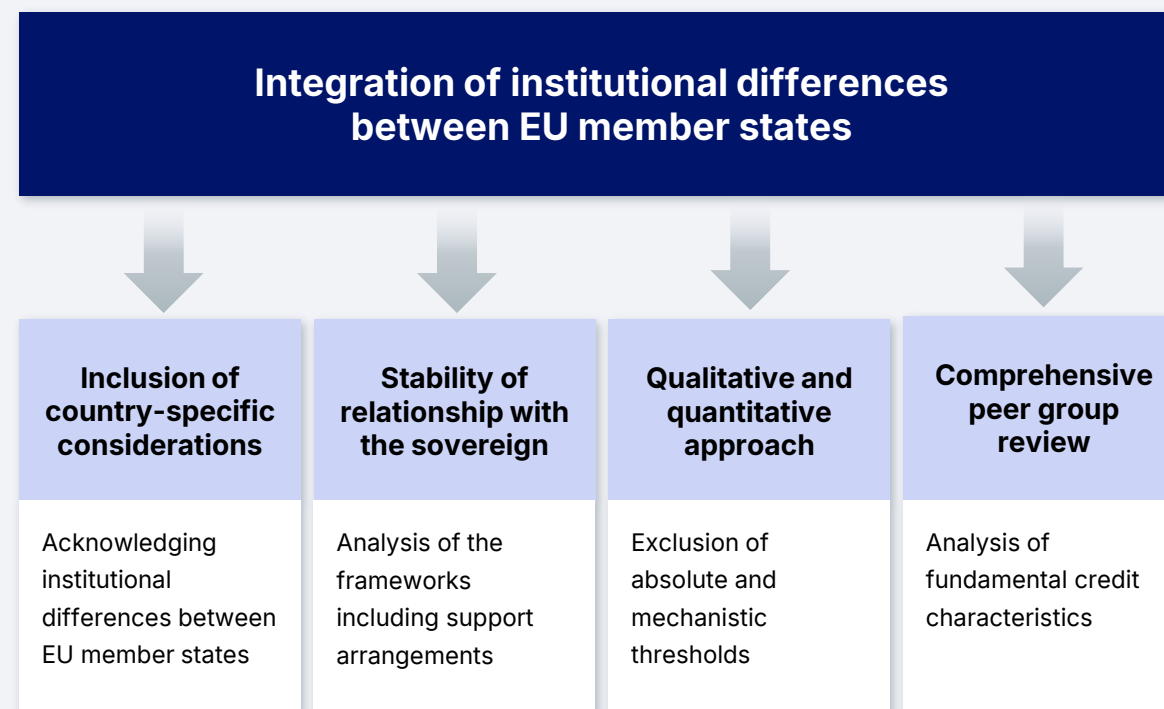 Integration of institutional differences
between EU member states
Inclusion of
country-specific
considerations
Acknowledging
institutional
differences between
EU member states
Stability of
relationship with
the sovereign
Analysis of the
frameworks
including support
arrangements
Qualitative and
quantitative
approach
Exclusion of
absolute and
mechanistic
thresholds
Comprehensive
peer group
review
Analysis of
fundamental credit
characteristics